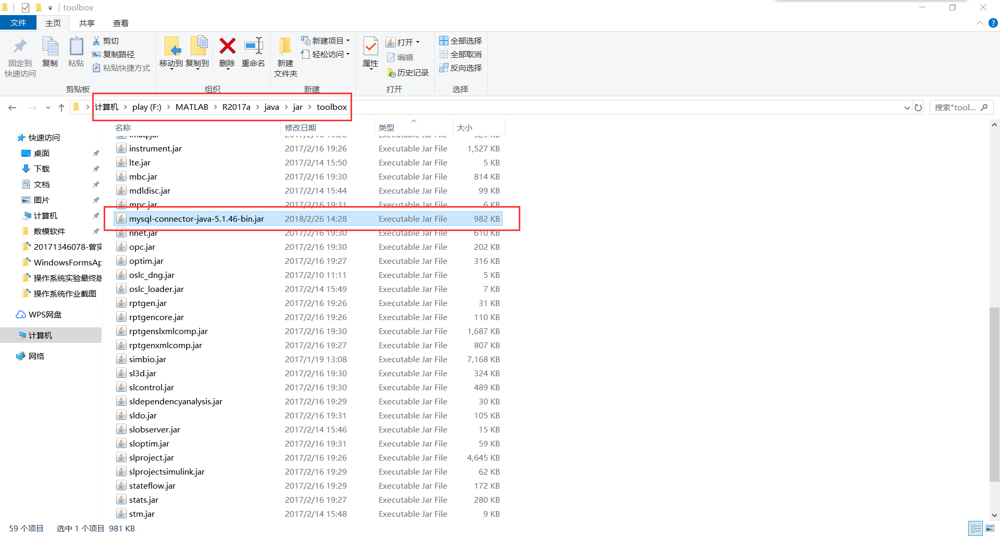 toolbox
文件 主页 共享 查看
固定到快速访问 复制 粘贴 剪切 复制路径 粘贴快捷方式 移动到 复制到 删除 重命名 新建文件夹 新建项目 轻松访问 属性 打开 编辑 历史记录 全部选择 全部取消 反向选择
剪贴板 组织 新建 打开 选择
计算机 > play (F:) > MATLAB > R2017a > java > jar > toolbox 搜索"tool...
名称 修改日期 类型 大小
快速访问
桌面
下载
文档
图片
计算机
数模软件
20171346078-曾实
WindowsFormsAp
操作系统实验最终版
操作系统作业截图
WPS网盘
计算机
网络
imaq.jar 2017/2/16 19:26 Executable Jar File 329 KB
instrument.jar 2017/2/16 19:26 Executable Jar File 1,527 KB
lte.jar 2017/2/14 15:50 Executable Jar File 5 KB
mbc.jar 2017/2/16 19:30 Executable Jar File 814 KB
mdldisc.jar 2017/2/14 15:44 Executable Jar File 99 KB
mpc.jar 2017/2/16 19:31 Executable Jar File 6 KB
mysql-connector-java-5.1.46-bin.jar 2018/2/26 14:28 Executable Jar File 982 KB
nnet.jar 2017/2/16 19:30 Executable Jar File 610 KB
opc.jar 2017/2/16 19:30 Executable Jar File 202 KB
optim.jar 2017/2/16 19:27 Executable Jar File 316 KB
oslc_dng.jar 2017/2/10 11:11 Executable Jar File 5 KB
oslc_loader.jar 2017/2/14 15:49 Executable Jar File 7 KB
rptgen.jar 2017/2/16 19:26 Executable Jar File 31 KB
rptgencore.jar 2017/2/16 19:26 Executable Jar File 110 KB
rptgenslxmlcomp.jar 2017/2/16 19:30 Executable Jar File 1,687 KB
rptgenxmlcomp.jar 2017/2/16 19:27 Executable Jar File 807 KB
simbio.jar 2017/1/19 13:08 Executable Jar File 7,168 KB
sl3d.jar 2017/2/16 19:30 Executable Jar File 324 KB
slcontrol.jar 2017/2/16 19:30 Executable Jar File 489 KB
sldependencyanalysis.jar 2017/2/16 19:29 Executable Jar File 30 KB
sldo.jar 2017/2/16 19:31 Executable Jar File 105 KB
slobserver.jar 2017/2/14 15:46 Executable Jar File 15 KB
sloptim.jar 2017/2/16 19:31 Executable Jar File 59 KB
slproject.jar 2017/2/16 19:26 Executable Jar File 4,645 KB
slprojectsimulink.jar 2017/2/16 19:29 Executable Jar File 62 KB
stateflow.jar 2017/2/16 19:29 Executable Jar File 172 KB
stats.jar 2017/2/16 19:27 Executable Jar File 280 KB
stm.jar 2017/2/14 15:48 Executable Jar File 9 KB
59 个项目 选中 1 个项目 981 KB